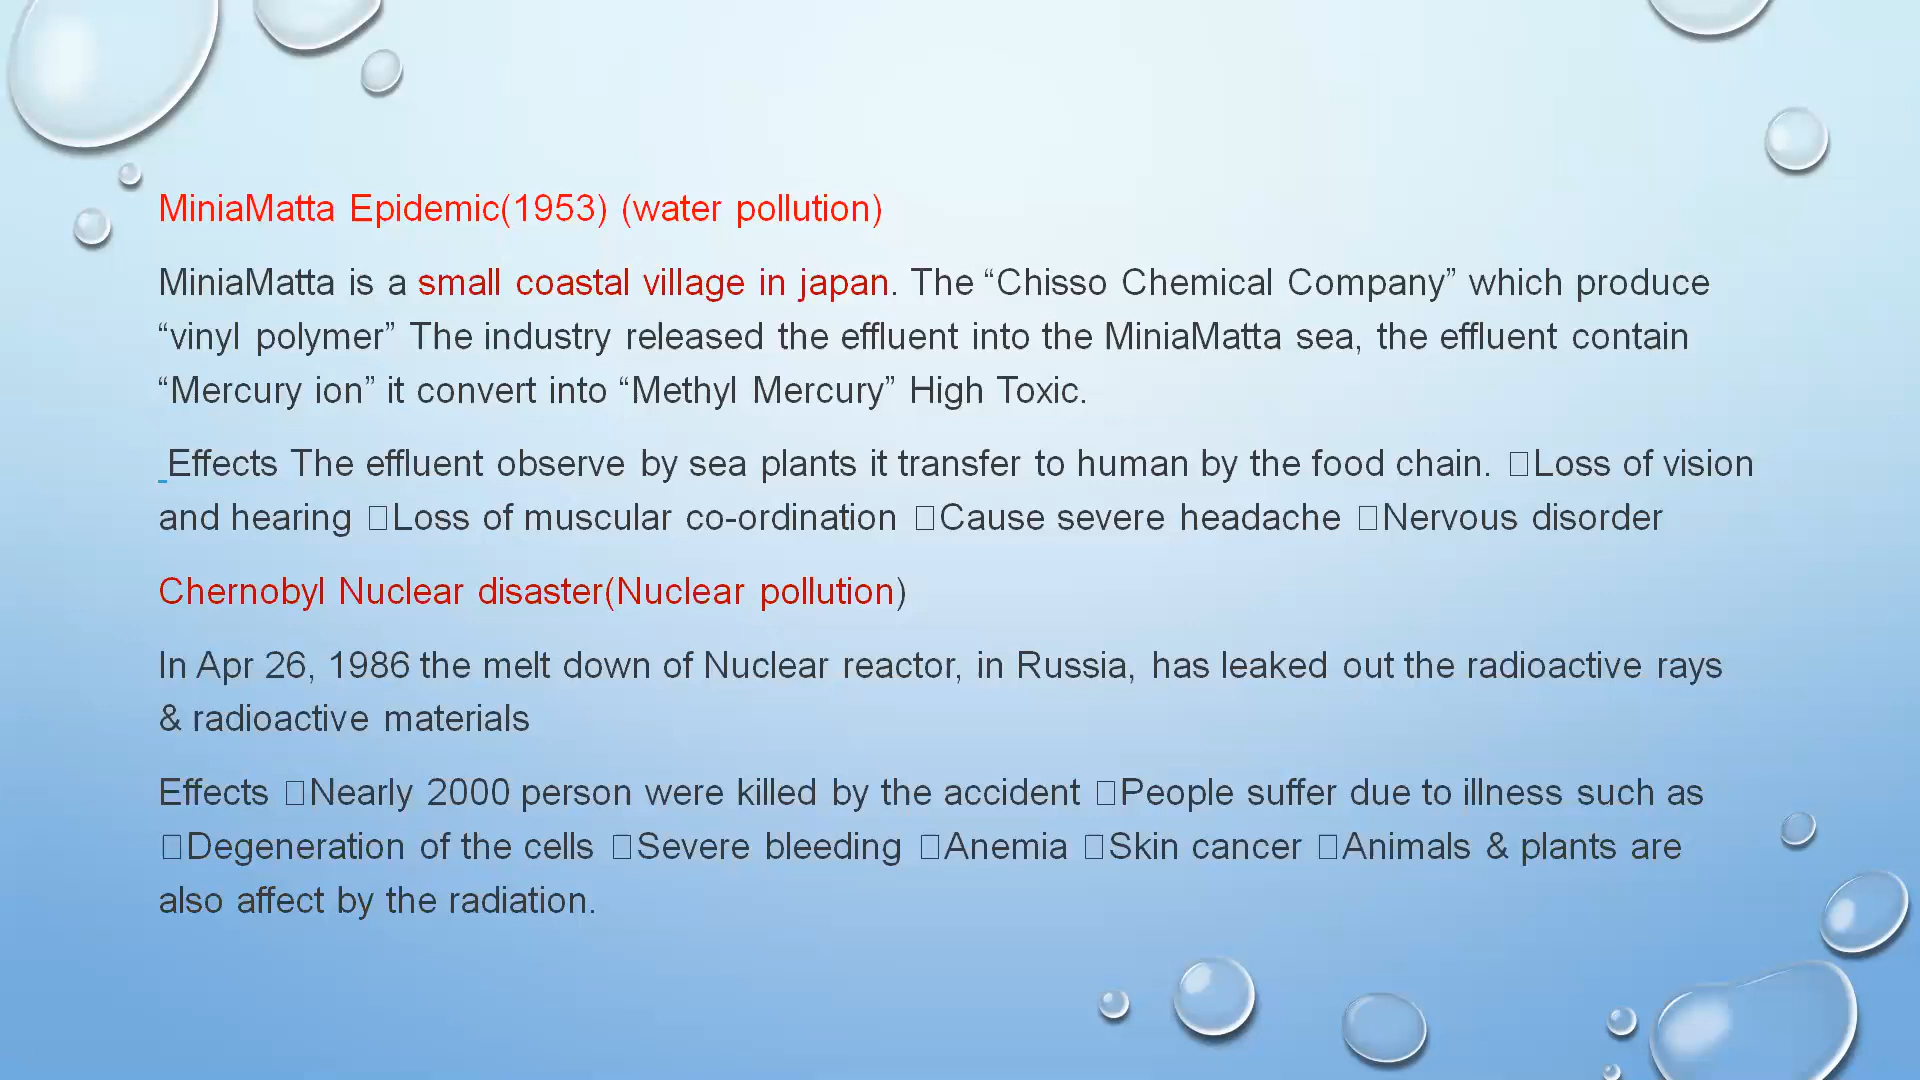 MiniaMatta Epidemic(1953) (water pollution)
MiniaMatta is a small coastal village in japan. The “Chisso Chemical Company” which produce
“vinyl polymer” The industry released the effluent into the MiniaMatta sea, the effluent contain
“Mercury ion” it convert into “Methyl Mercury” High Toxic.
Effects The effluent observe by sea plants it transfer to human by the food chain. □Loss of vision
and hearing □Loss of muscular co-ordination □Cause severe headache □Nervous disorder
Chernobyl Nuclear disaster(Nuclear pollution)
In Apr 26, 1986 the melt down of Nuclear reactor, in Russia, has leaked out the radioactive rays
& radioactive materials
Effects □Nearly 2000 person were killed by the accident □People suffer due to illness such as
□Degeneration of the cells □Severe bleeding □Anemia □Skin cancer □Animals & plants are
also affect by the radiation.